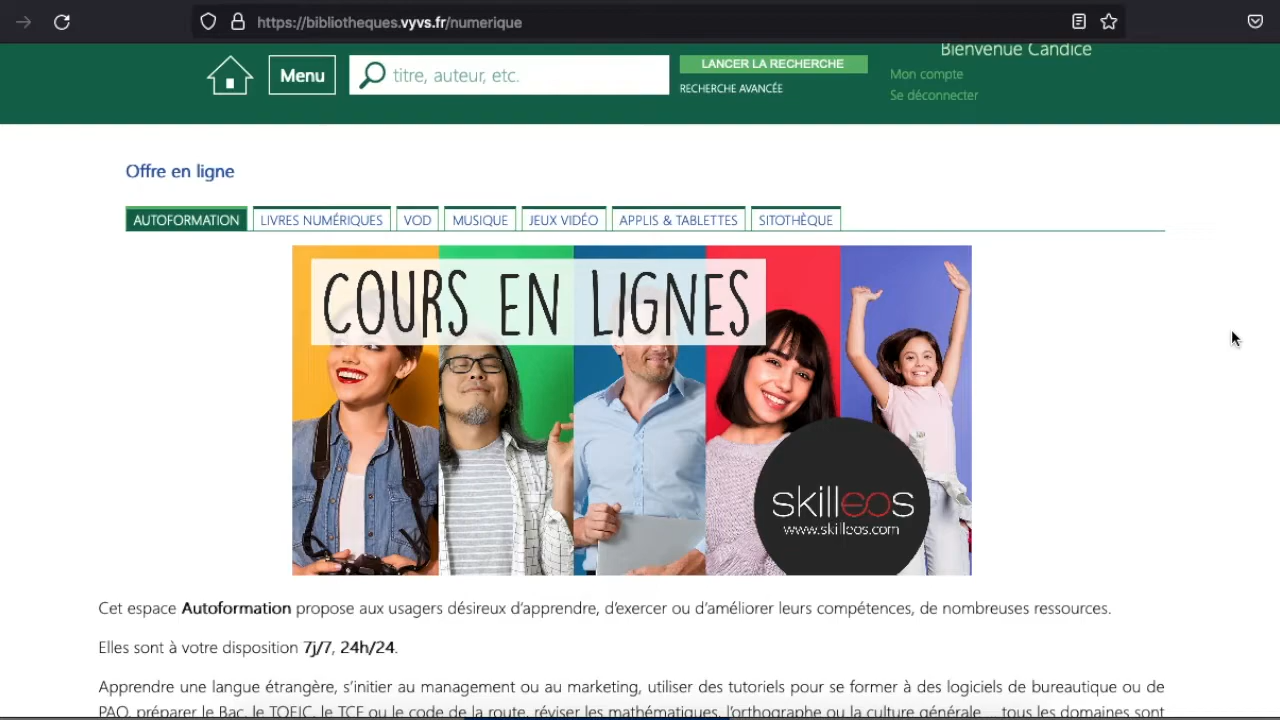 https://bibliotheques.vyvs.fr/numerique
Bienvenue Candice
Menu
titre, auteur, etc.
LANCER LA RECHERCHE
RECHERCHE AVANCÉE
Mon compte
Se déconnecter
Offre en ligne
AUTOFORMATION LIVRES NUMÉRIQUES VOD MUSIQUE JEUX VIDÉO APPLIS & TABLETTES SITOTHÈQUE
COURS EN LIGNES
skilleos
www.skilleos.com
Cet espace Autoformation propose aux usagers désireux d’apprendre, d’exercer ou d’améliorer leurs compétences, de nombreuses ressources.
Elles sont à votre disposition 7j/7, 24h/24.
Apprendre une langue étrangère, s’initier au management ou au marketing, utiliser des tutoriels pour se former à des logiciels de bureautique ou de
PAO, préparer le Bac, le TOEIC, le TCF ou le code de la route, réviser les mathématiques, l’orthographe ou la culture générale... tous les domaines sont